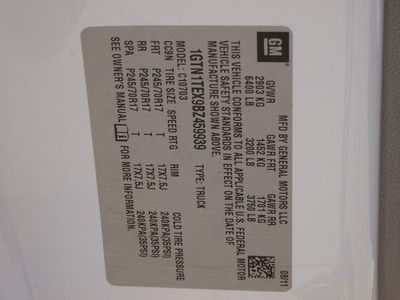 GM
MFD BY GENERAL MOTORS LLC
08/11
GVWR GAWR FRT GAWR RR
2903 KG 1452 KG 1701 KG
6400 LB 3200 LB 3750 LB
THIS VEHICLE CONFORMS TO ALL APPLICABLE U.S. FEDERAL MOTOR
VEHICLE SAFETY STANDARDS IN EFFECT ON THE DATE OF
MANUFACTURE SHOWN ABOVE.
1GTN1TEX9BZ459939 TYPE: TRUCK
MODEL: C10703
CC9N TIRE SIZE SPEED RTG RIM COLD TIRE PRESSURE
FRT P245/70R17 T 17X7.5J 240KPA(35PSI)
RR P245/70R17 T 17X7.5J 240KPA(35PSI)
SPA P245/70R17 T 17X7.5J 240KPA(35PSI)
SEE OWNER'S MANUAL FOR MORE INFORMATION.